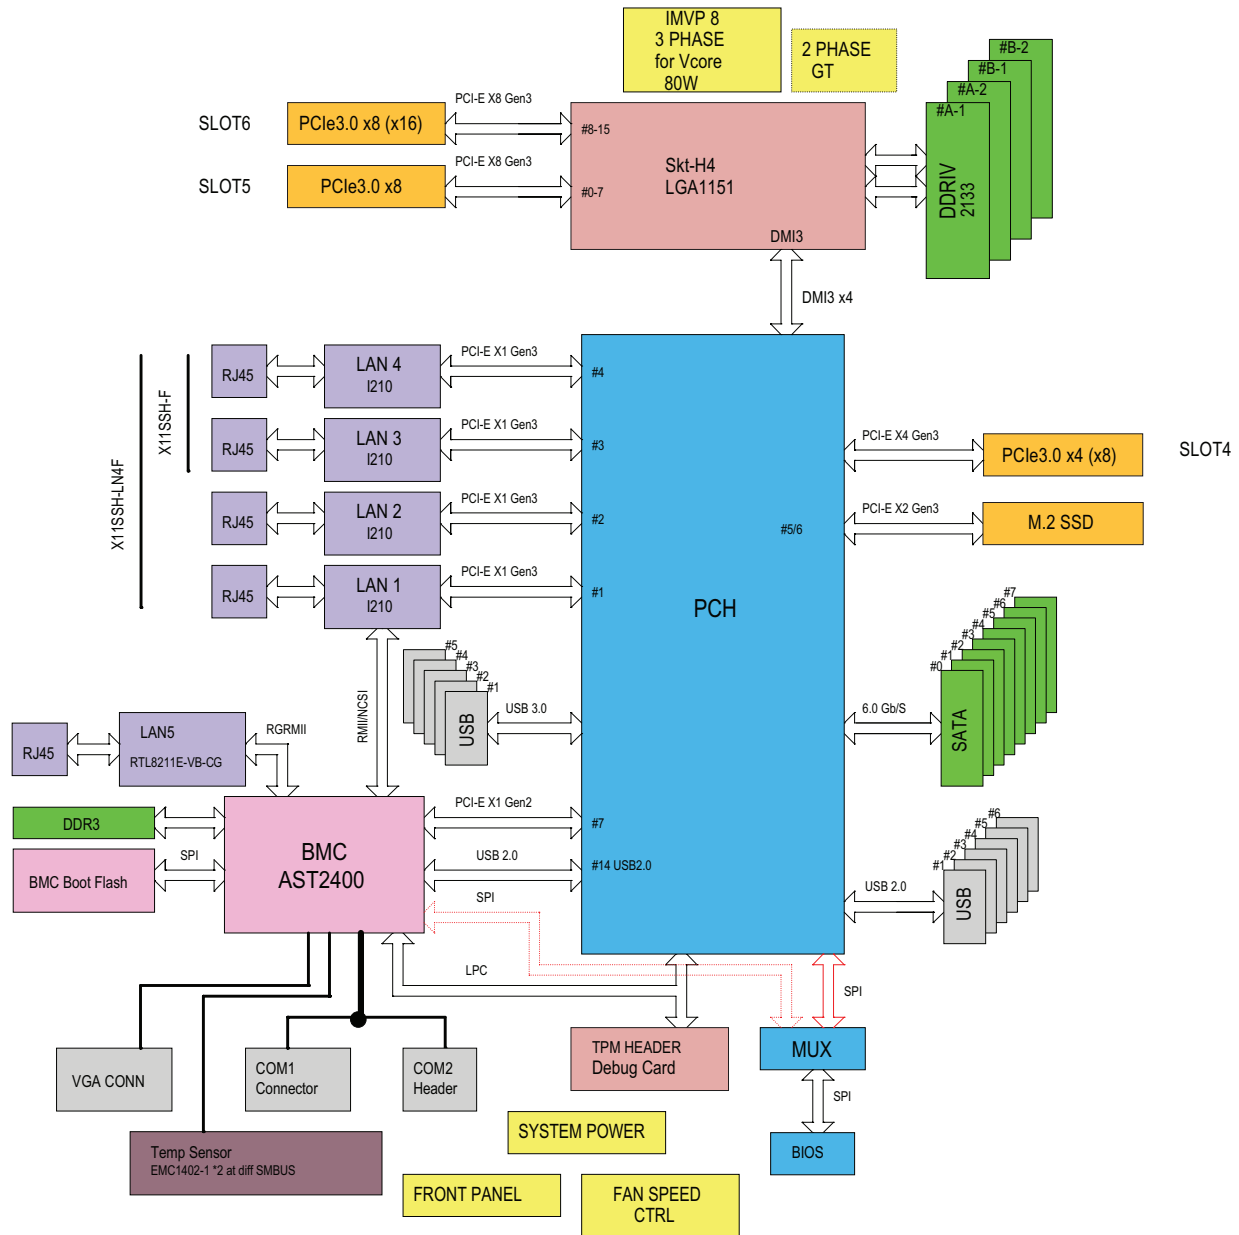 IMVP 8
3 PHASE
for Vcore
80W
2 PHASE
GT
#B-2
#B-1
#A-2
#A-1
DDRIV
2133
SLOT6
PCIe3.0 x8 (x16)
PCI-E X8 Gen3
#8-15
SLOT5
PCIe3.0 x8
PCI-E X8 Gen3
#0-7
Skt-H4
LGA1151
DMI3
DMI3 x4
X11SSH-F
X11SSH-LN4F
RJ45
LAN 4
I210
PCI-E X1 Gen3
#4
RJ45
LAN 3
I210
PCI-E X1 Gen3
#3
RJ45
LAN 2
I210
PCI-E X1 Gen3
#2
RJ45
LAN 1
I210
PCI-E X1 Gen3
#1
PCI-E X4 Gen3
PCIe3.0 x4 (x8)
SLOT4
PCI-E X2 Gen3
#5/6
M.2 SSD
PCH
RMII/NCSI
#5
#4
#3
#2
#1
USB
USB 3.0
#7
#6
#5
#4
#3
#2
#1
#0
SATA
6.0 Gb/S
RJ45
LAN5
RTL8211E-VB-CG
RGRMII
DDR3
BMC Boot Flash
SPI
BMC
AST2400
PCI-E X1 Gen2
#7
USB 2.0
#14 USB2.0
SPI
#6
#5
#4
#3
#2
#1
USB
USB 2.0
LPC
SPI
VGA CONN
COM1
Connector
COM2
Header
TPM HEADER
Debug Card
MUX
SPI
BIOS
Temp Sensor
EMC1402-1 *2 at diff SMBUS
SYSTEM POWER
FRONT PANEL
FAN SPEED
CTRL